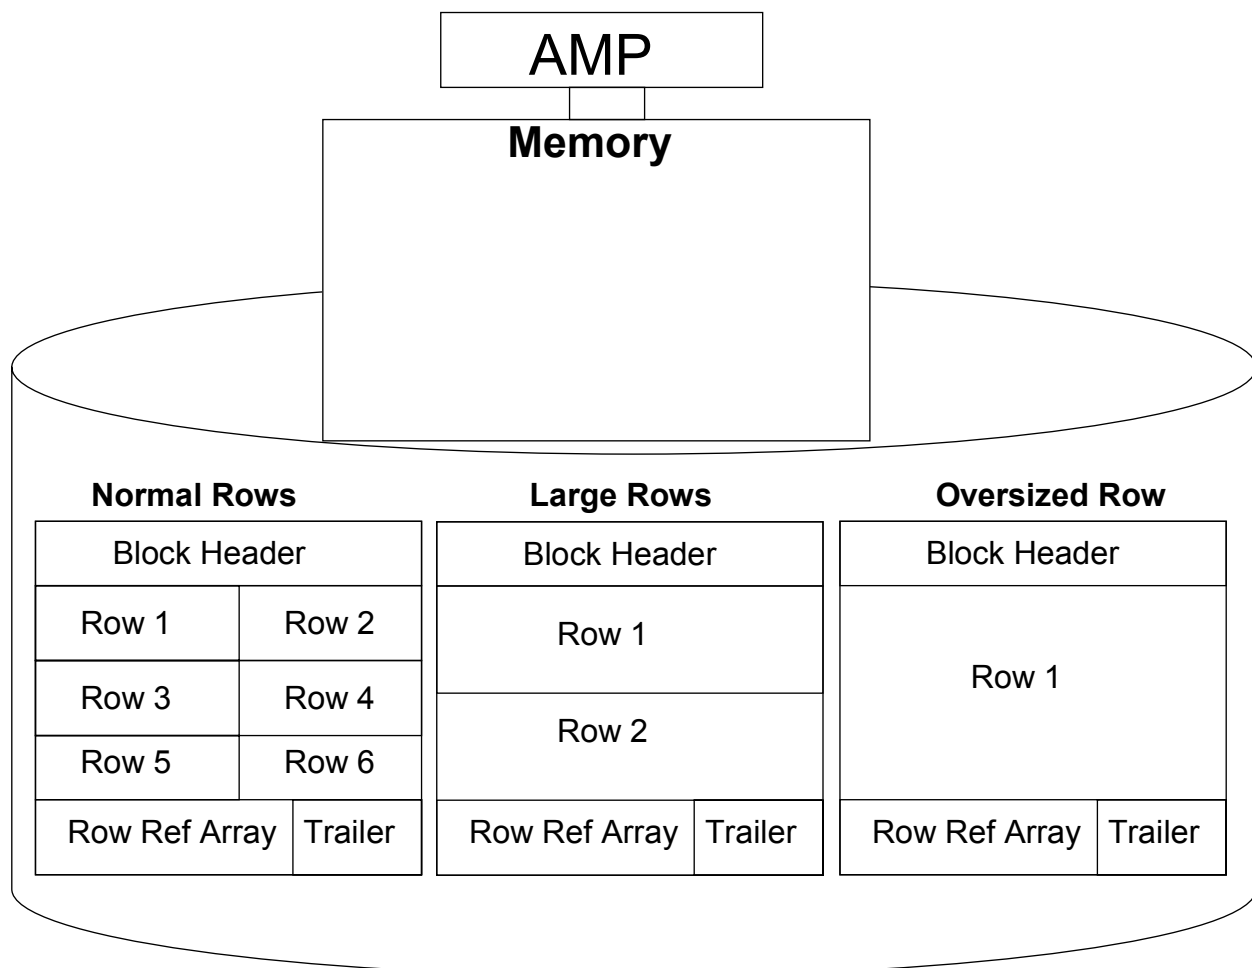 AMP
Memory
Normal Rows
Block Header
Row 1 Row 2
Row 3 Row 4
Row 5 Row 6
Row Ref Array Trailer
Large Rows
Block Header
Row 1
Row 2
Row Ref Array Trailer
Oversized Row
Block Header
Row 1
Row Ref Array Trailer